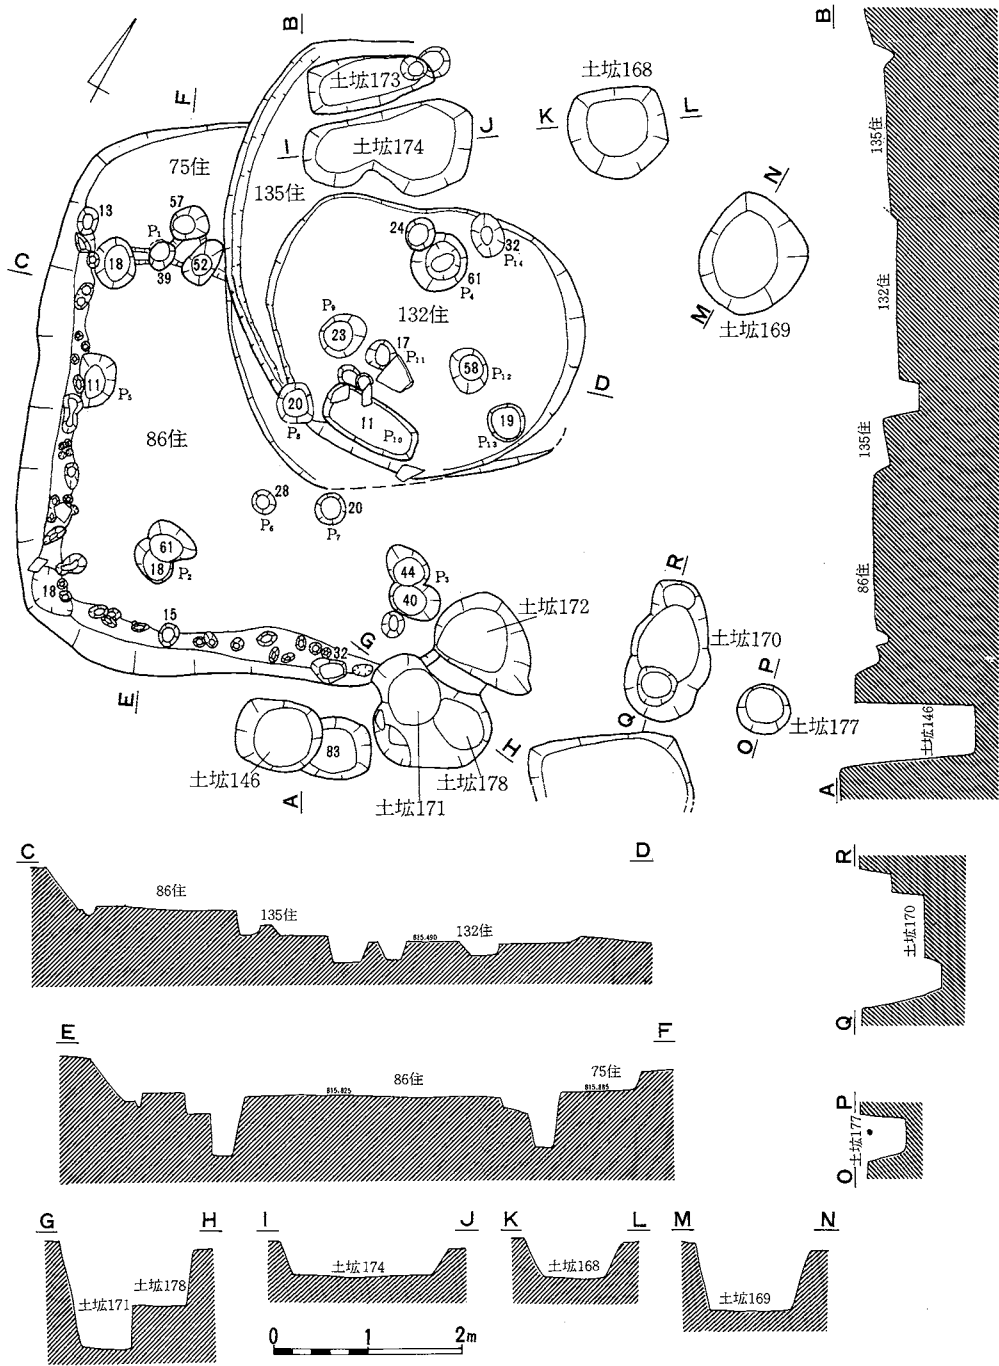 B
B
土坑173
土坑168
F
K
L
I
J
土坑174
75住
135住
135住
N
13
57
24
32
P₁₄
C
18
P₁
39
52
61
P₄
132住
132住
M
土坑169
P₉
23
17
P₁₁
58
P₁₂
D
11
P₅
20
P₈
11
P₁₀
19
P₁₃
86住
135住
28
P₆
20
P₇
61
18
P₂
44
P₃
40
86住
R
土坑172
18
15
G
32
土坑170
P
E
Q
O
土坑177
土坑146
83
H
土坑146
土坑178
A
土坑171
A
C
D
R
86住
135住
815.490
132住
土坑170
Q
E
F
815.825
86住
75住
815.885
P
土坑177
O
G
H
I
J
K
L
M
N
土坑178
土坑171
土坑174
土坑168
土坑169
0
1
2m